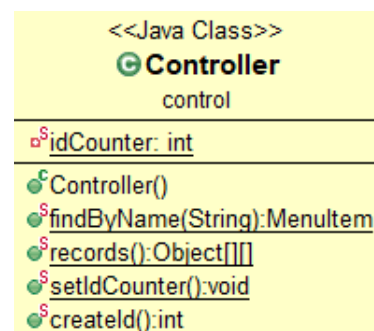 <<Java Class>>
Controller
control
idCounter: int
Controller()
findByName(String):MenuItem
records():Object[][]
setIdCounter():void
createId():int